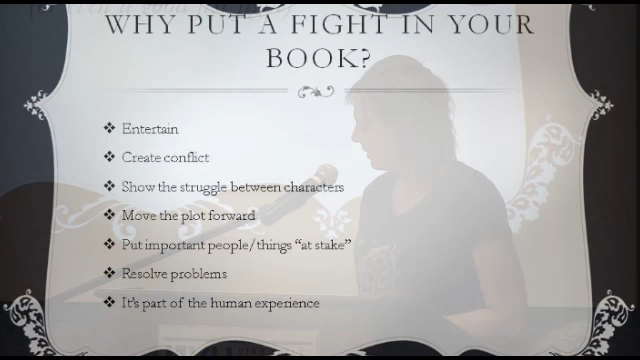 WHY PUT A FIGHT IN YOUR
BOOK?
❖ Entertain
❖ Create conflict
❖ Show the struggle between characters
❖ Move the plot forward
❖ Put important people/things “at stake”
❖ Resolve problems
❖ It’s part of the human experience